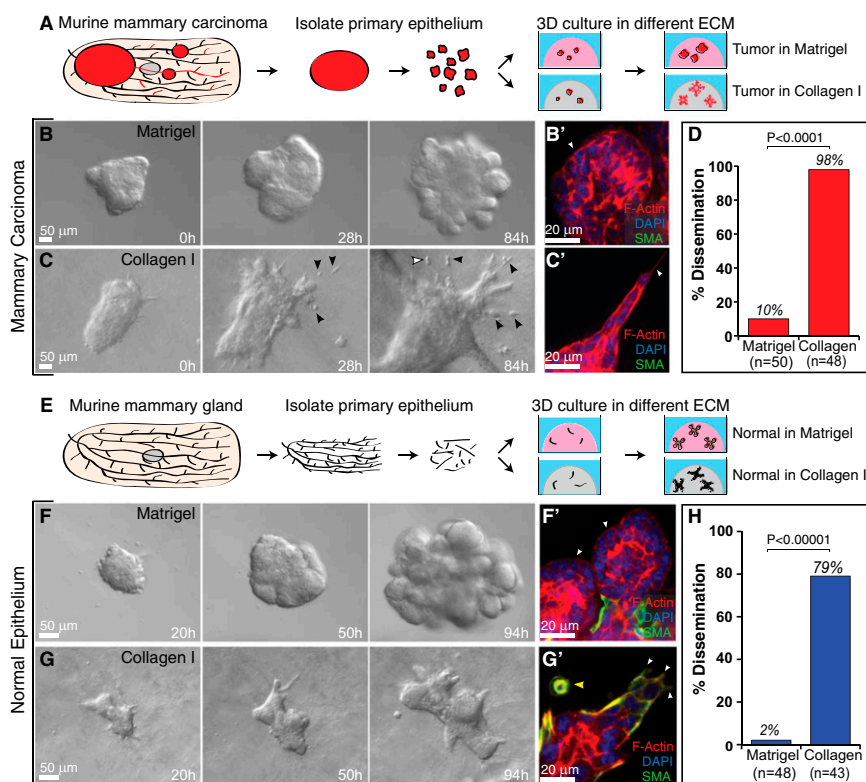 A Murine mammary carcinoma Isolate primary epithelium 3D culture in different ECM
Tumor in Matrigel
Tumor in Collagen I
Mammary Carcinoma
B Matrigel
50 µm 0h 28h 84h
B'
F-Actin
DAPI
SMA
20 µm
C Collagen I
50 µm 0h 28h 84h
C'
F-Actin
DAPI
SMA
20 µm
D
P<0.0001
% Dissemination
100
80
60
40
20
0
10%
98%
Matrigel Collagen
(n=50) (n=48)
E Murine mammary gland Isolate primary epithelium 3D culture in different ECM
Normal in Matrigel
Normal in Collagen I
Normal Epithelium
F Matrigel
50 µm 20h 50h 94h
F'
F-Actin
DAPI
SMA
20 µm
G Collagen I
50 µm 20h 50h 94h
G'
F-Actin
DAPI
SMA
20 µm
H
P<0.00001
% Dissemination
100
80
60
40
20
0
2%
79%
Matrigel Collagen
(n=48) (n=43)